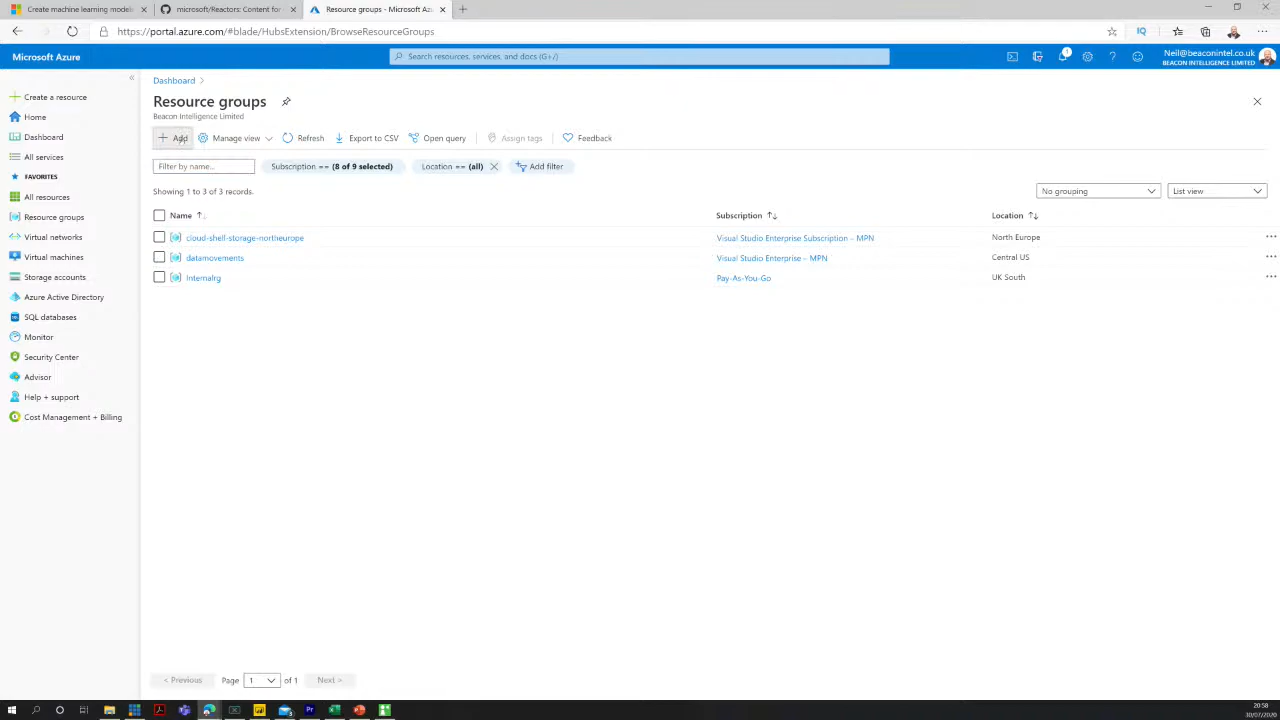 Create machine learning model
microsoft/Reactors: Content for
Resource groups - Microsoft Az
https://portal.azure.com/#blade/HubsExtension/BrowseResourceGroups
Microsoft Azure
Search resources, services, and docs (G+/)
1
Neil@beaconintel.co.uk
BEACON INTELLIGENCE LIMITED
Create a resource
Home
Dashboard
All services
FAVORITES
All resources
Resource groups
Virtual networks
Virtual machines
Storage accounts
Azure Active Directory
SQL databases
Monitor
Security Center
Advisor
Help + support
Cost Management + Billing
Dashboard
Resource groups
Beacon Intelligence Limited
Add
Manage view
Refresh
Export to CSV
Open query
Assign tags
Feedback
Filter by name...
Subscription == (8 of 9 selected)
Location == (all)
Add filter
Showing 1 to 3 of 3 records.
No grouping
List view
Name
Subscription
Location
cloud-shell-storage-northeurope
Visual Studio Enterprise Subscription – MPN
North Europe
datamovements
Visual Studio Enterprise – MPN
Central US
Internalrg
Pay-As-You-Go
UK South
< Previous
Page 1 of 1
Next >
20:58
30/07/2020